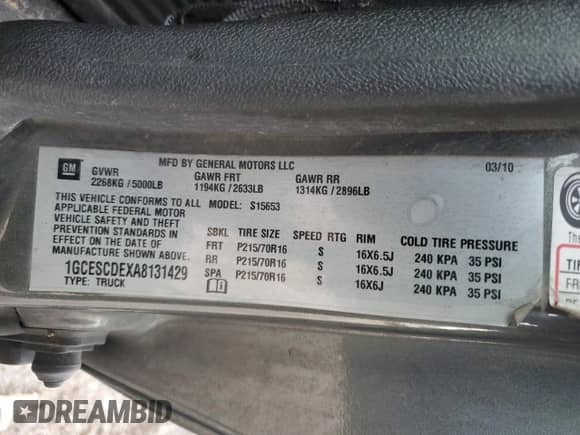 MFD BY GENERAL MOTORS LLC 03/10
GM GVWR GAWR FRT GAWR RR
2268KG / 5000LB 1194KG / 2633LB 1314KG / 2896LB
THIS VEHICLE CONFORMS TO ALL MODEL: S15653
APPLICABLE FEDERAL MOTOR
VEHICLE SAFETY AND THEFT
PREVENTION STANDARDS IN
EFFECT ON THE DATE OF
MANUFACTURE SHOWN ABOVE.
1GCESCDEXA8131429
TYPE: TRUCK
SBKL TIRE SIZE SPEED RTG RIM COLD TIRE PRESSURE
FRT P215/70R16 S 16X6.5J 240 KPA 35 PSI
RR P215/70R16 S 16X6.5J 240 KPA 35 PSI
SPA P215/70R16 S 16X6J 240 KPA 35 PSI
The
TI
FR
DREAMBID